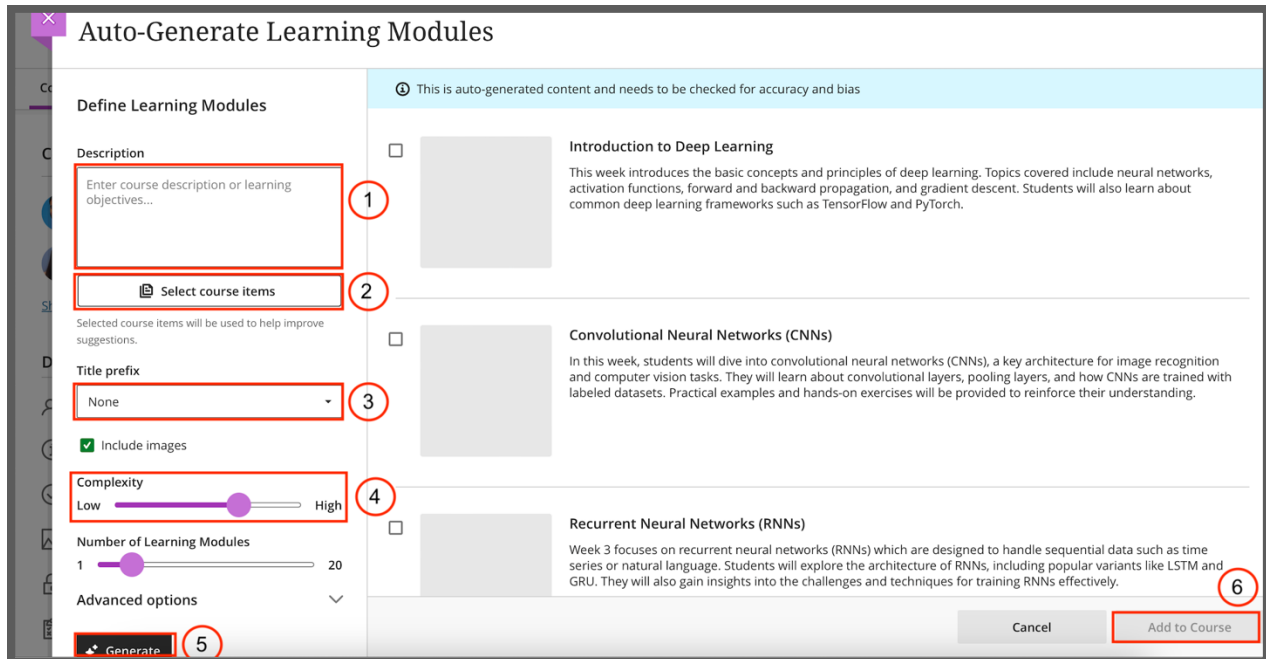 Auto-Generate Learning Modules
Define Learning Modules
Description
Enter course description or learning
objectives...
1
Select course items
2
Selected course items will be used to help improve
suggestions.
Title prefix
None
3
Include images
Complexity
Low
High
4
Number of Learning Modules
1
20
Advanced options
Generate
5
This is auto-generated content and needs to be checked for accuracy and bias
Introduction to Deep Learning
This week introduces the basic concepts and principles of deep learning. Topics covered include neural networks,
activation functions, forward and backward propagation, and gradient descent. Students will also learn about
common deep learning frameworks such as TensorFlow and PyTorch.
Convolutional Neural Networks (CNNs)
In this week, students will dive into convolutional neural networks (CNNs), a key architecture for image recognition
and computer vision tasks. They will learn about convolutional layers, pooling layers, and how CNNs are trained with
labeled datasets. Practical examples and hands-on exercises will be provided to reinforce their understanding.
Recurrent Neural Networks (RNNs)
Week 3 focuses on recurrent neural networks (RNNs) which are designed to handle sequential data such as time
series or natural language. Students will explore the architecture of RNNs, including popular variants like LSTM and
GRU. They will also gain insights into the challenges and techniques for training RNNs effectively.
6
Cancel
Add to Course